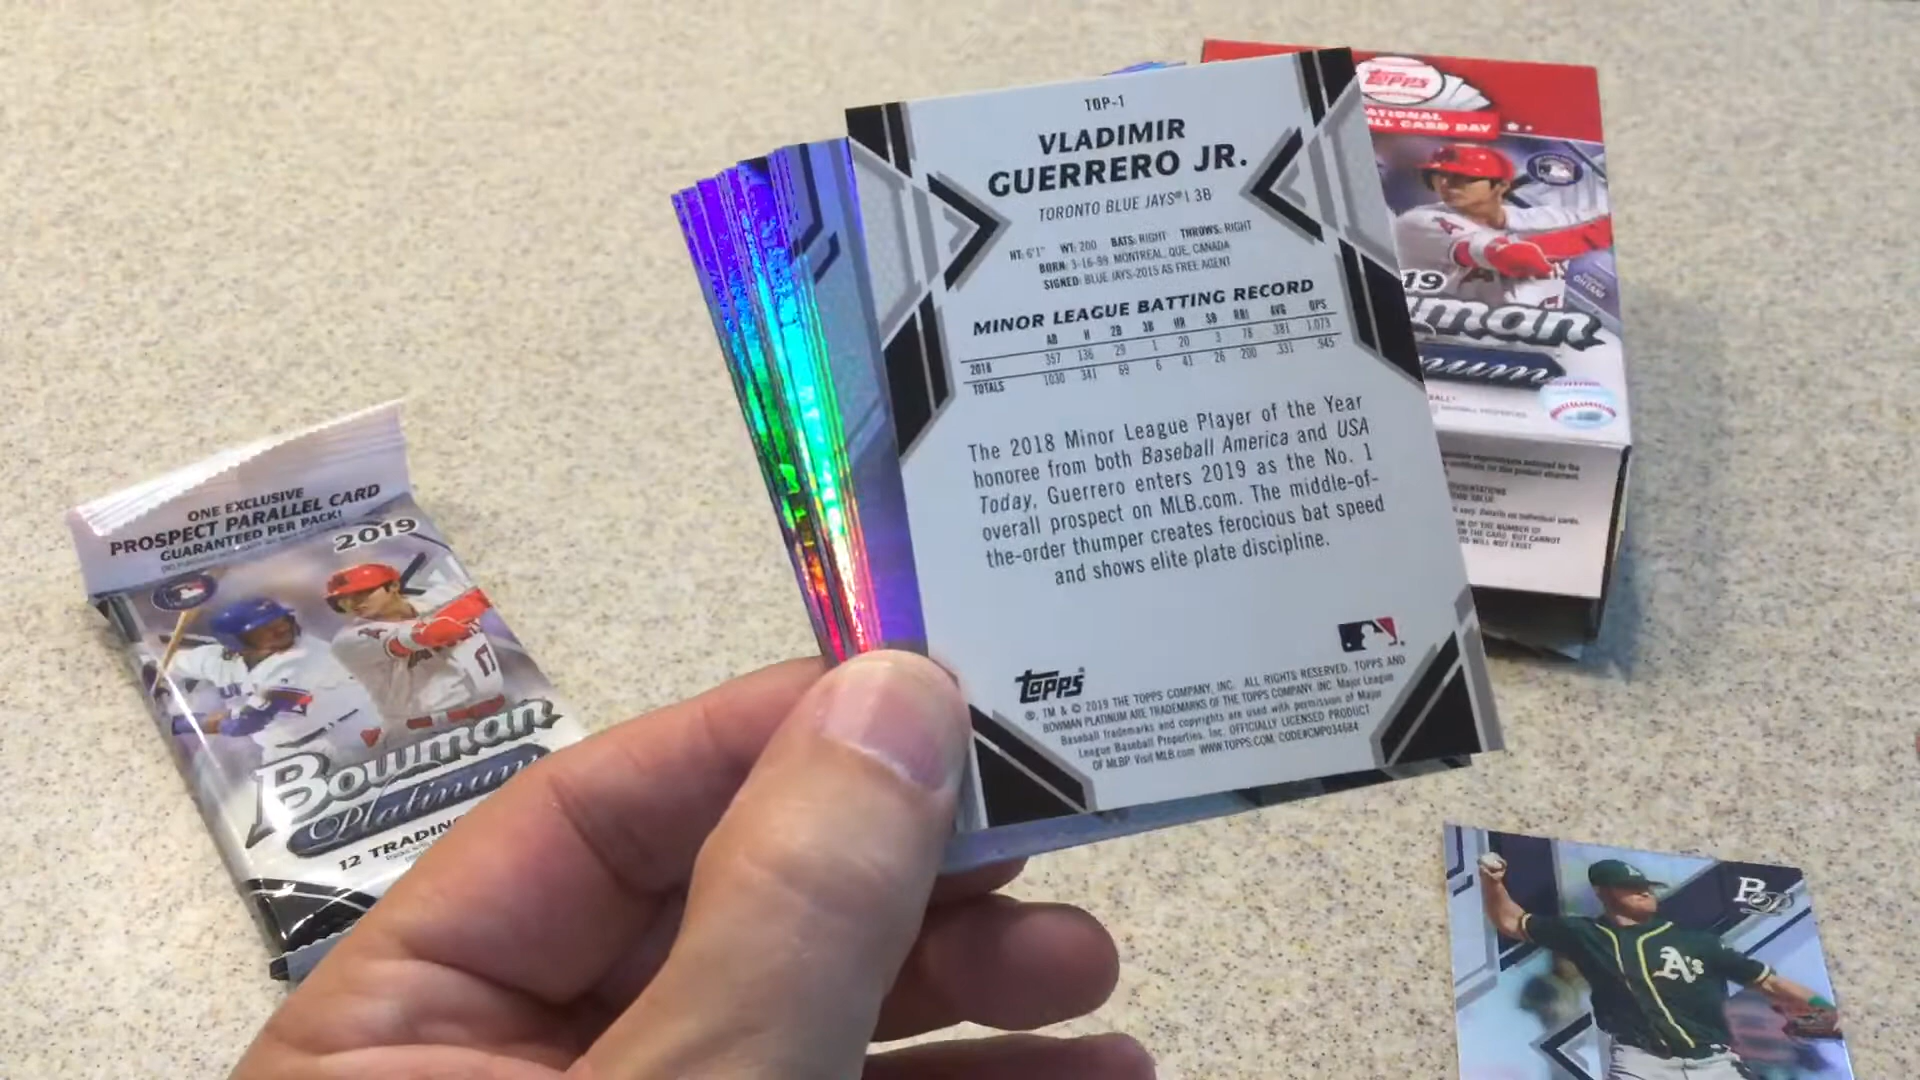 TOP-1
VLADIMIR
GUERRERO JR.
TORONTO BLUE JAYS® | 3B
HT: 6'1" WT: 200 BATS: RIGHT THROWS: RIGHT
BORN: 3-16-99, MONTREAL, QUE, CANADA
SIGNED: BLUE JAYS-2015 AS FREE AGENT
MINOR LEAGUE BATTING RECORD
AB H 2B 3B HR SB RBI AVG OPS
2018 357 136 29 1 20 3 78 .381 1.073
TOTALS 1030 341 69 6 41 26 200 .331 .945
The 2018 Minor League Player of the Year
honoree from both Baseball America and USA
Today, Guerrero enters 2019 as the No. 1
overall prospect on MLB.com. The middle-of-
the-order thumper creates ferocious bat speed
and shows elite plate discipline.
Topps®
®, TM & © 2019 THE TOPPS COMPANY, INC. ALL RIGHTS RESERVED. TOPPS AND
BOWMAN PLATINUM ARE TRADEMARKS OF THE TOPPS COMPANY, INC. Major League
Baseball trademarks and copyrights are used with permission of Major
League Baseball Properties, Inc. OFFICIALLY LICENSED PRODUCT
OF MLBP. Visit MLB.com WWW.TOPPS.COM. CODE#CMP034684
ONE EXCLUSIVE
PROSPECT PARALLEL CARD
GUARANTEED PER PACK!
2019
17
Bowman
Platinum
12 TRADING
Topps
ATIONAL
ALL CARD DAY
19
man
num
A's